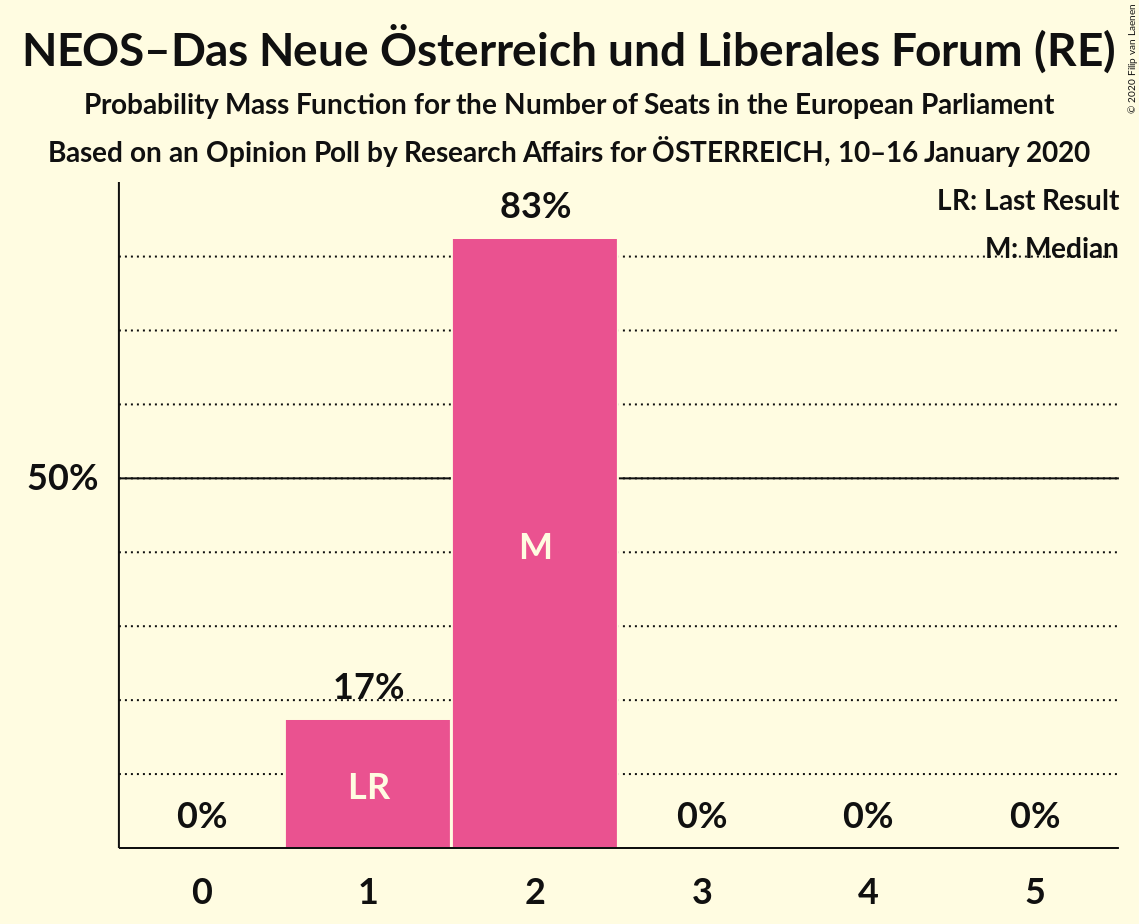 NEOS–Das Neue Österreich und Liberales Forum (RE)
Probability Mass Function for the Number of Seats in the European Parliament
Based on an Opinion Poll by Research Affairs for ÖSTERREICH, 10–16 January 2020
© 2020 Filip van Laenen
LR: Last Result
M: Median
83%
50%
M
17%
LR
0%
0%
0%
0%
0
1
2
3
4
5